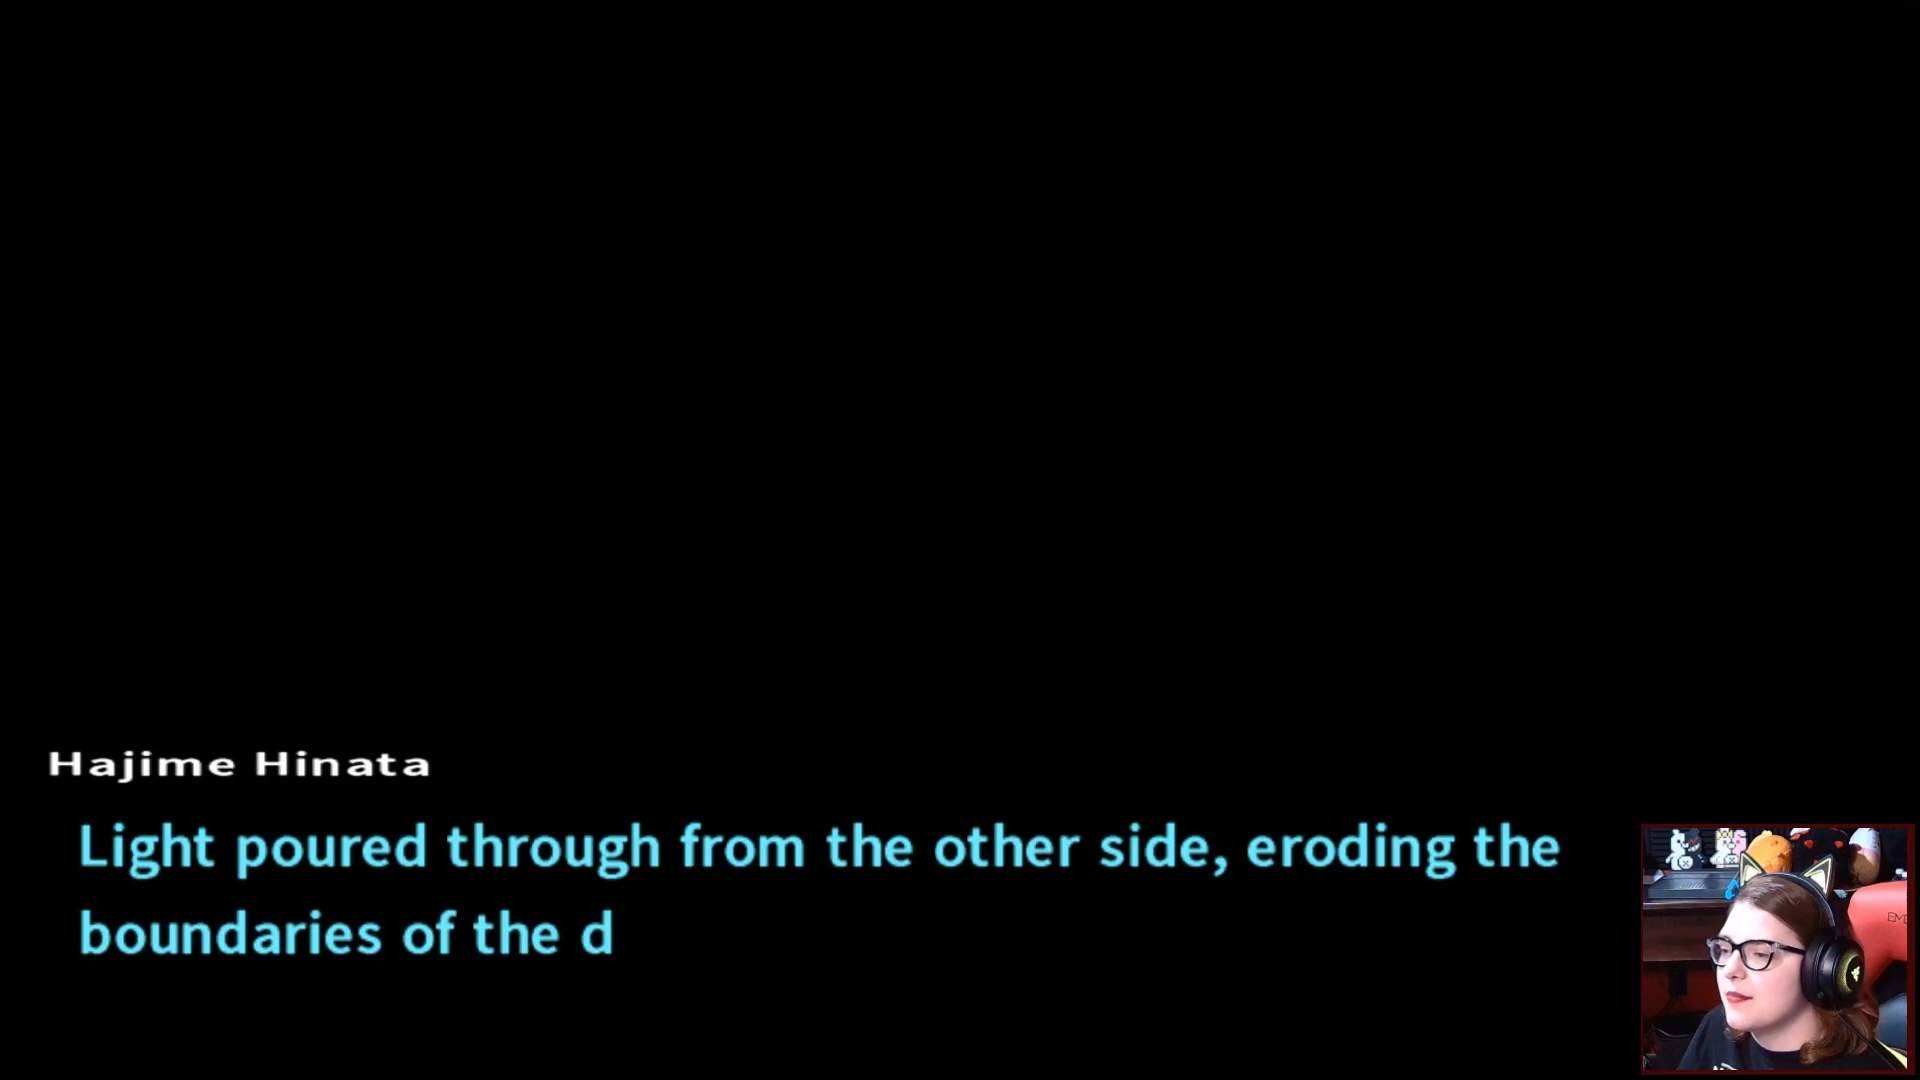 Hajime Hinata
Light poured through from the other side, eroding the
boundaries of the d